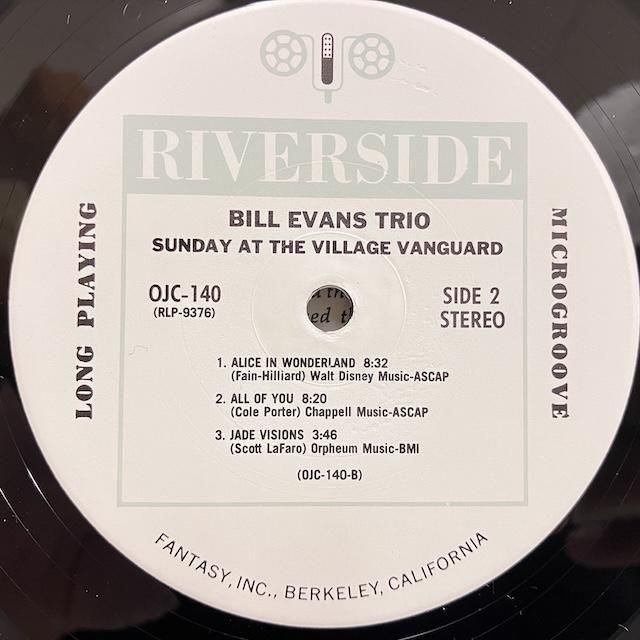 RIVERSIDE
BILL EVANS TRIO
SUNDAY AT THE VILLAGE VANGUARD
LONG PLAYING
MICROGROOVE
OJC-140
(RLP-9376)
SIDE 2
STEREO
1. ALICE IN WONDERLAND 8:32
(Fain-Hilliard) Walt Disney Music-ASCAP
2. ALL OF YOU 8:20
(Cole Porter) Chappell Music-ASCAP
3. JADE VISIONS 3:46
(Scott LaFaro) Orpheum Music-BMI
(OJC-140-B)
FANTASY, INC., BERKELEY, CALIFORNIA